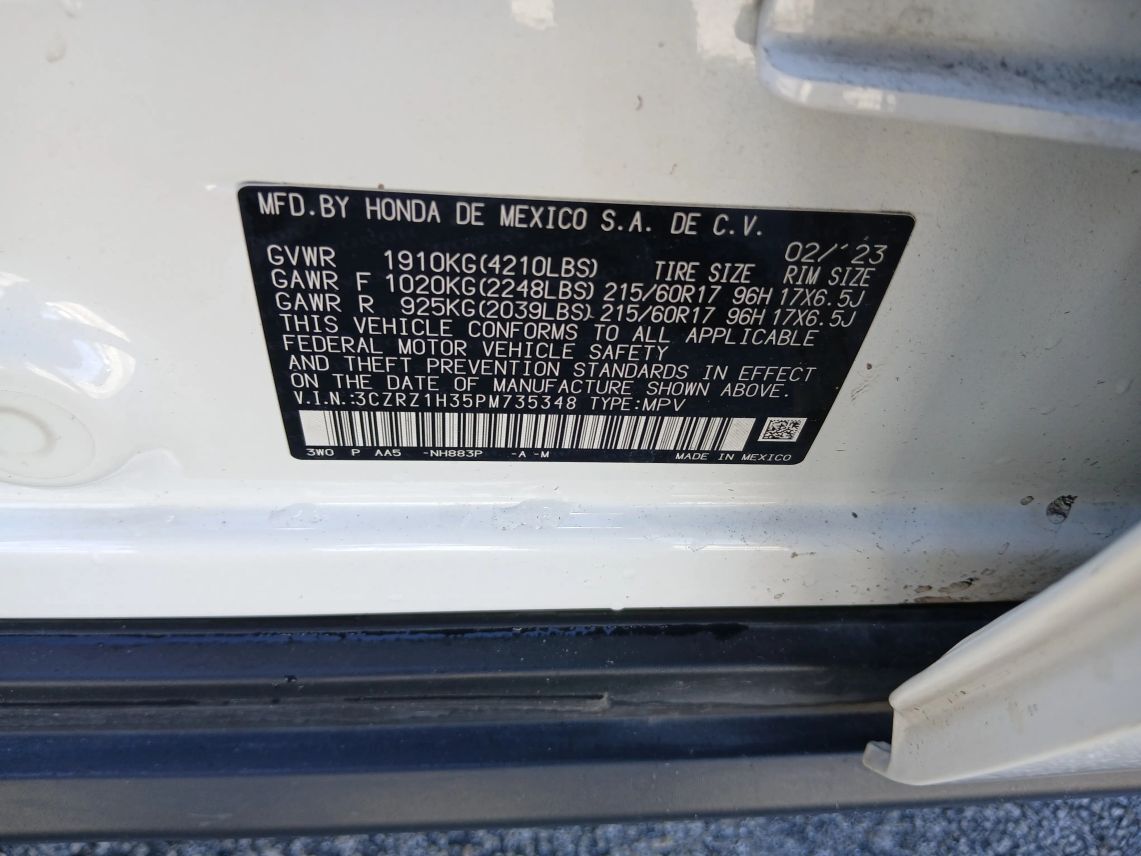 MFD.BY HONDA DE MEXICO S.A. DE C.V.
02/'23
GVWR 1910KG(4210LBS) TIRE SIZE RIM SIZE
GAWR F 1020KG(2248LBS) 215/60R17 96H 17X6.5J
GAWR R 925KG(2039LBS) 215/60R17 96H 17X6.5J
THIS VEHICLE CONFORMS TO ALL APPLICABLE
FEDERAL MOTOR VEHICLE SAFETY
AND THEFT PREVENTION STANDARDS IN EFFECT
ON THE DATE OF MANUFACTURE SHOWN ABOVE.
V.I.N.:3CZRZ1H35PM735348 TYPE:MPV
3W0 P AA5 -NH883P -A -M MADE IN MEXICO